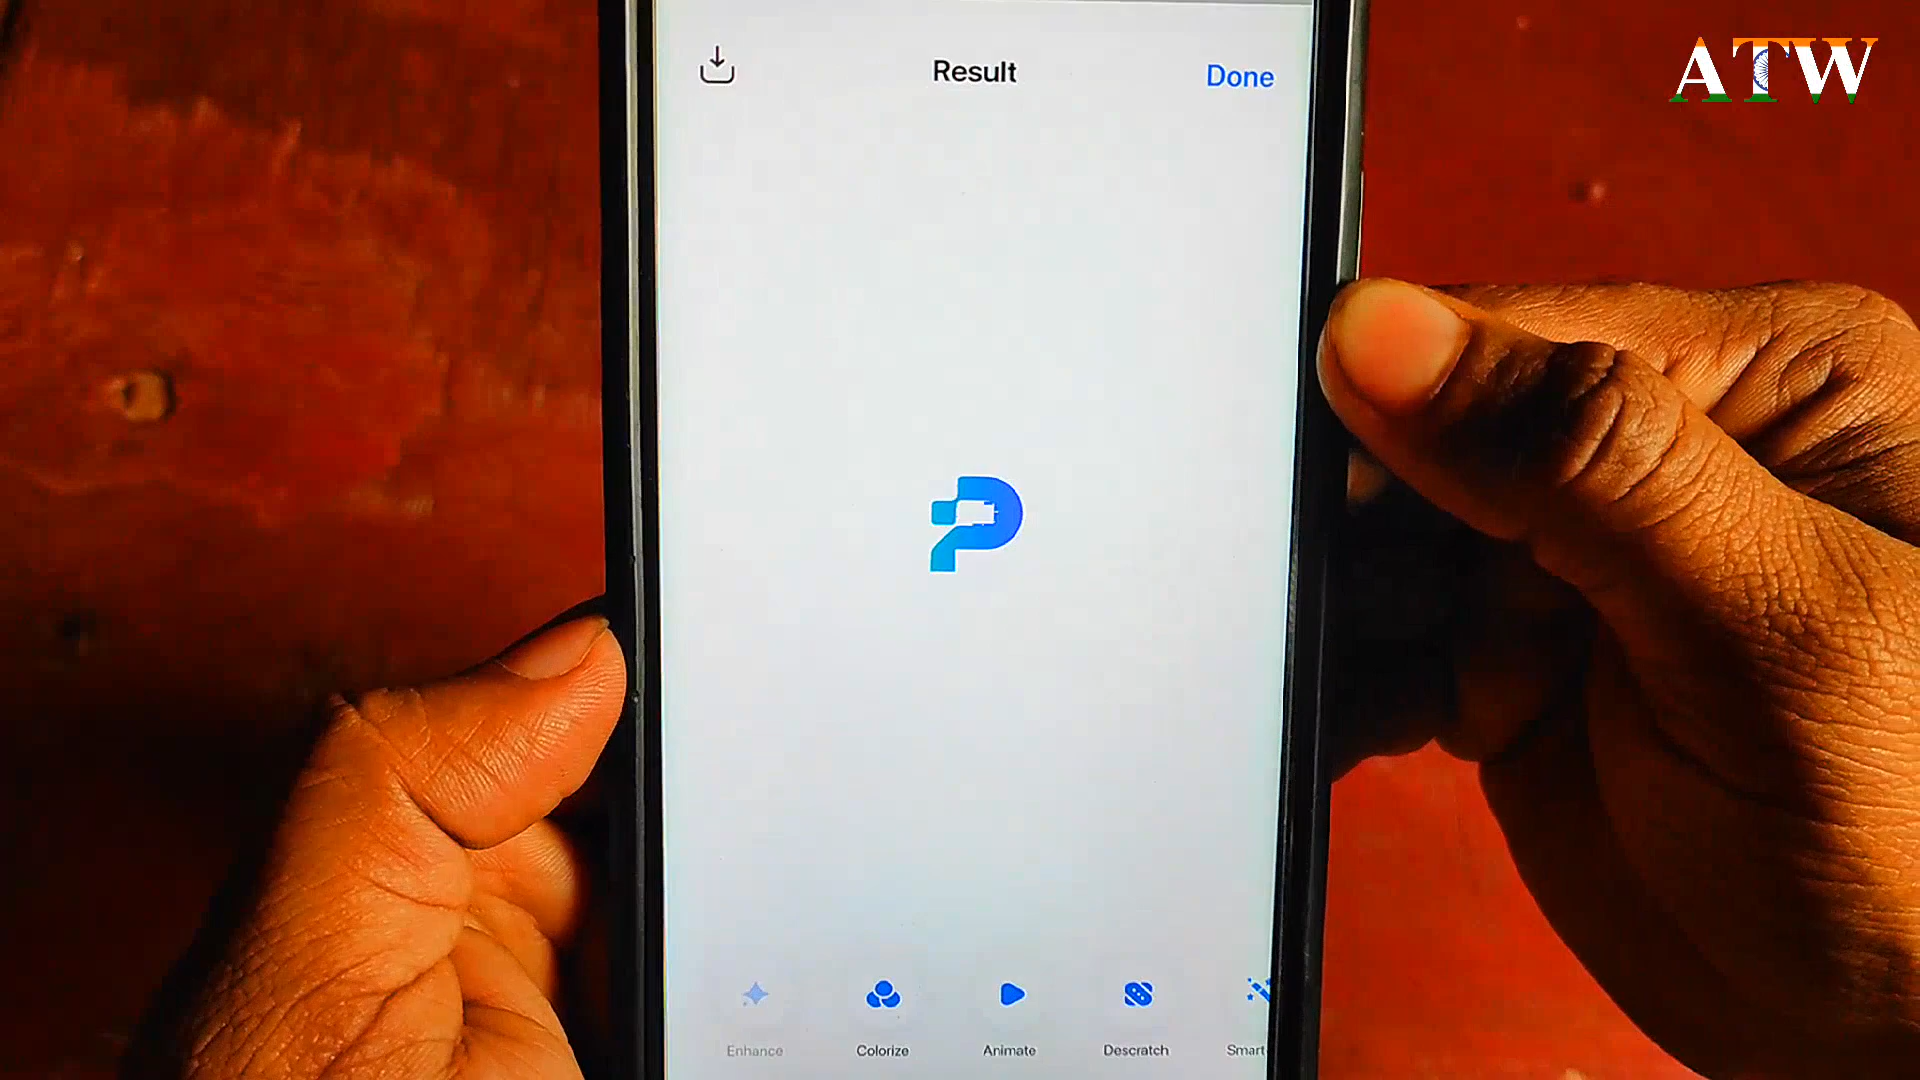 ATW
Result
Done
Enhance
Colorize
Animate
Descratch
Smart